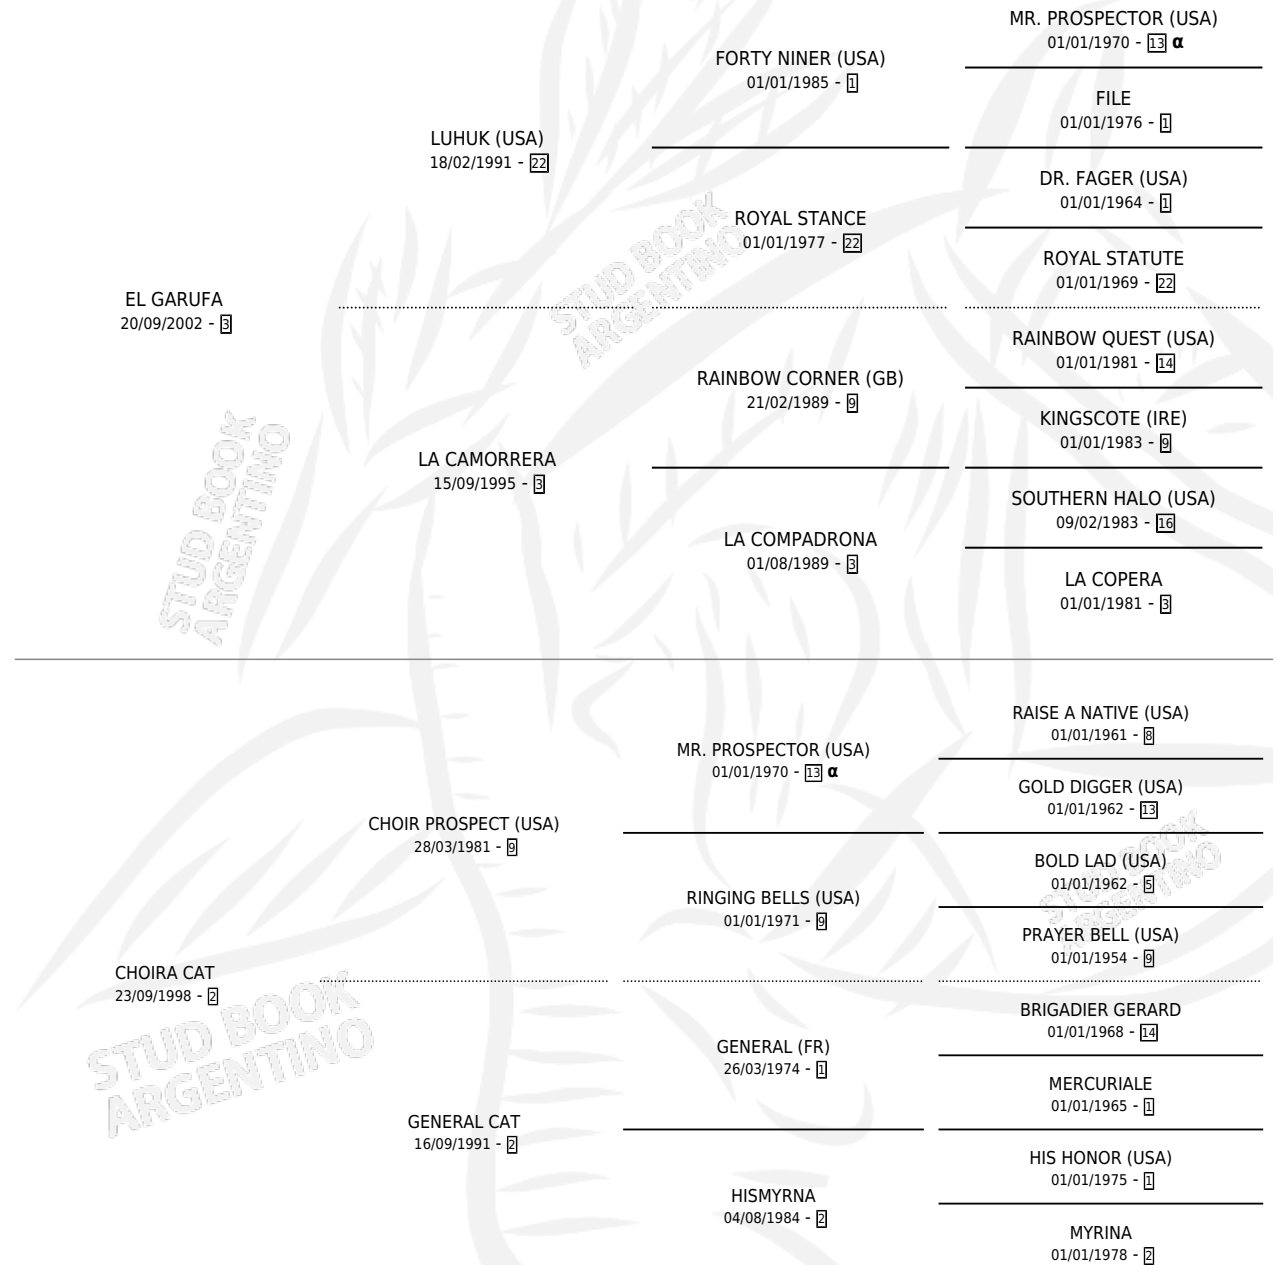 MR. PROSPECTOR (USA)
01/01/1970 - 13 α
FORTY NINER (USA)
01/01/1985 - 1
FILE
01/01/1976 - 1
LUHUK (USA)
18/02/1991 - 22
DR. FAGER (USA)
01/01/1964 - 1
ROYAL STANCE
01/01/1977 - 22
ROYAL STATUTE
01/01/1969 - 22
EL GARUFA
20/09/2002 - 3
RAINBOW QUEST (USA)
01/01/1981 - 14
RAINBOW CORNER (GB)
21/02/1989 - 9
KINGSCOTE (IRE)
01/01/1983 - 9
LA CAMORRERA
15/09/1995 - 3
SOUTHERN HALO (USA)
09/02/1983 - 16
LA COMPADRONA
01/08/1989 - 3
LA COPERA
01/01/1981 - 3
RAISE A NATIVE (USA)
01/01/1961 - 8
MR. PROSPECTOR (USA)
01/01/1970 - 13 α
GOLD DIGGER (USA)
01/01/1962 - 13
CHOIR PROSPECT (USA)
28/03/1981 - 9
BOLD LAD (USA)
01/01/1962 - 5
RINGING BELLS (USA)
01/01/1971 - 9
PRAYER BELL (USA)
01/01/1954 - 9
CHOIRA CAT
23/09/1998 - 2
BRIGADIER GERARD
01/01/1968 - 14
GENERAL (FR)
26/03/1974 - 1
MERCURIALE
01/01/1965 - 1
GENERAL CAT
16/09/1991 - 2
HIS HONOR (USA)
01/01/1975 - 1
HISMYRNA
04/08/1984 - 2
MYRINA
01/01/1978 - 2
STUD BOOK
ARGENTINO
STUD BOOK
ARGENTINO
STUD BOOK
ARGENTINO
STUD BOOK
ARGENTINO